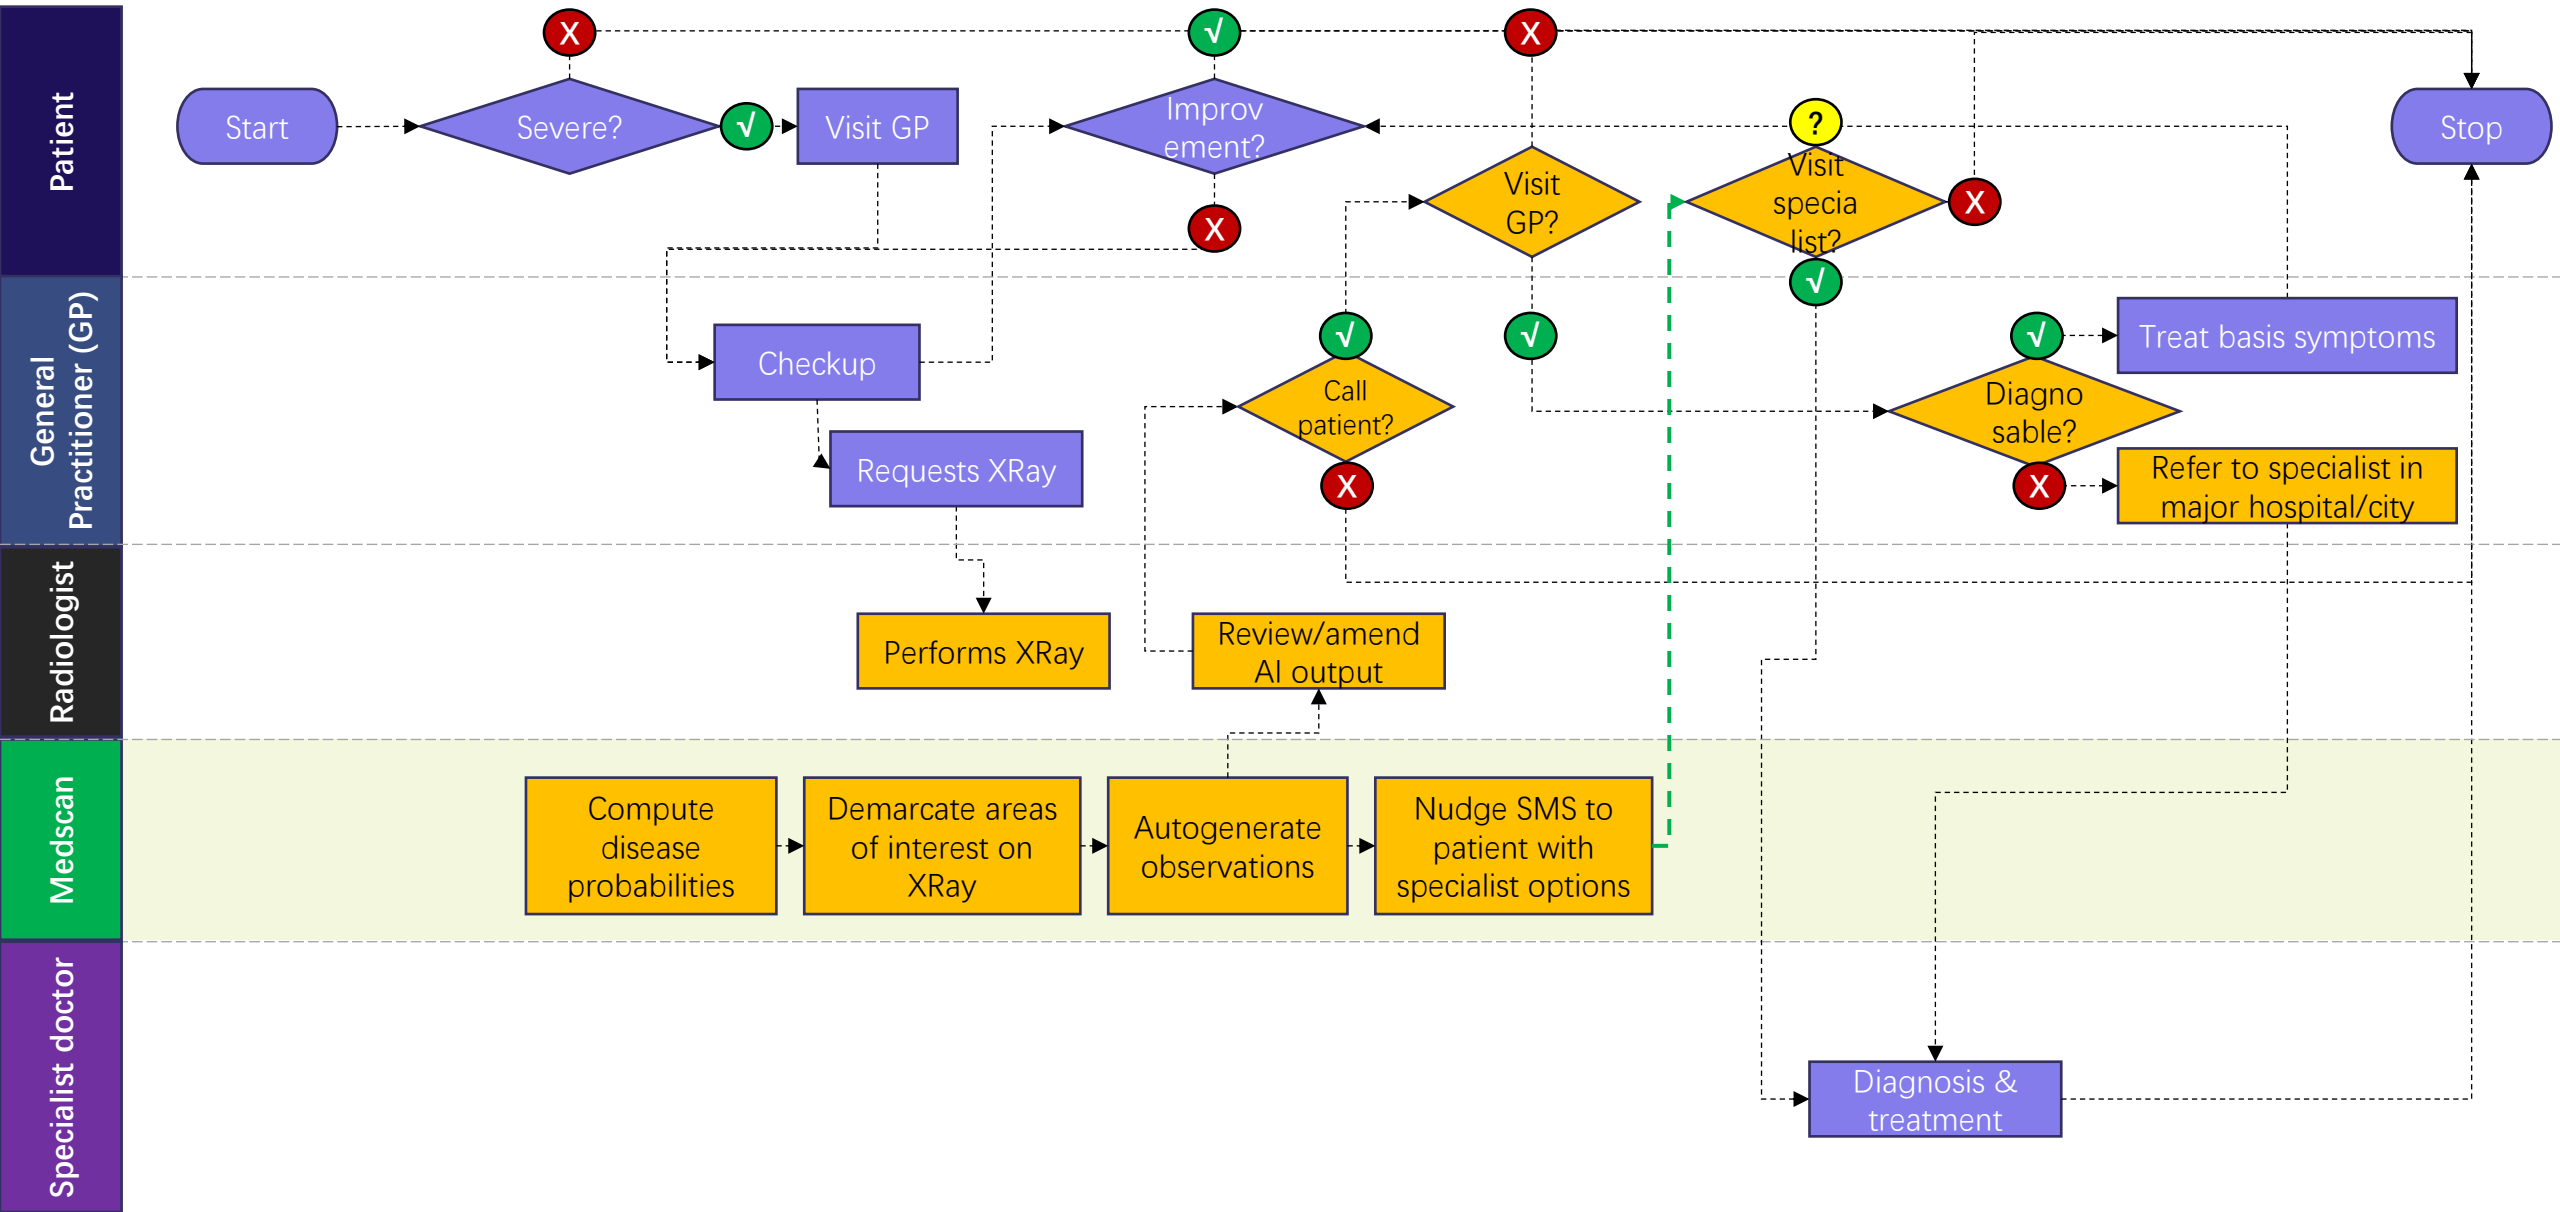 Patient
X
√
X
Start
Severe?
√
Visit GP
Improv
ement?
X
Visit
GP?
?
Visit
specia
list?
X
Stop
General
Practitioner (GP)
√
Checkup
Requests XRay
√
Call
patient?
X
√
√
Diagno
sable?
X
Treat basis symptoms
Refer to specialist in
major hospital/city
Radiologist
Performs XRay
Review/amend
AI output
Medscan
Compute
disease
probabilities
Demarcate areas
of interest on
XRay
Autogenerate
observations
Nudge SMS to
patient with
specialist options
Specialist doctor
Diagnosis &
treatment